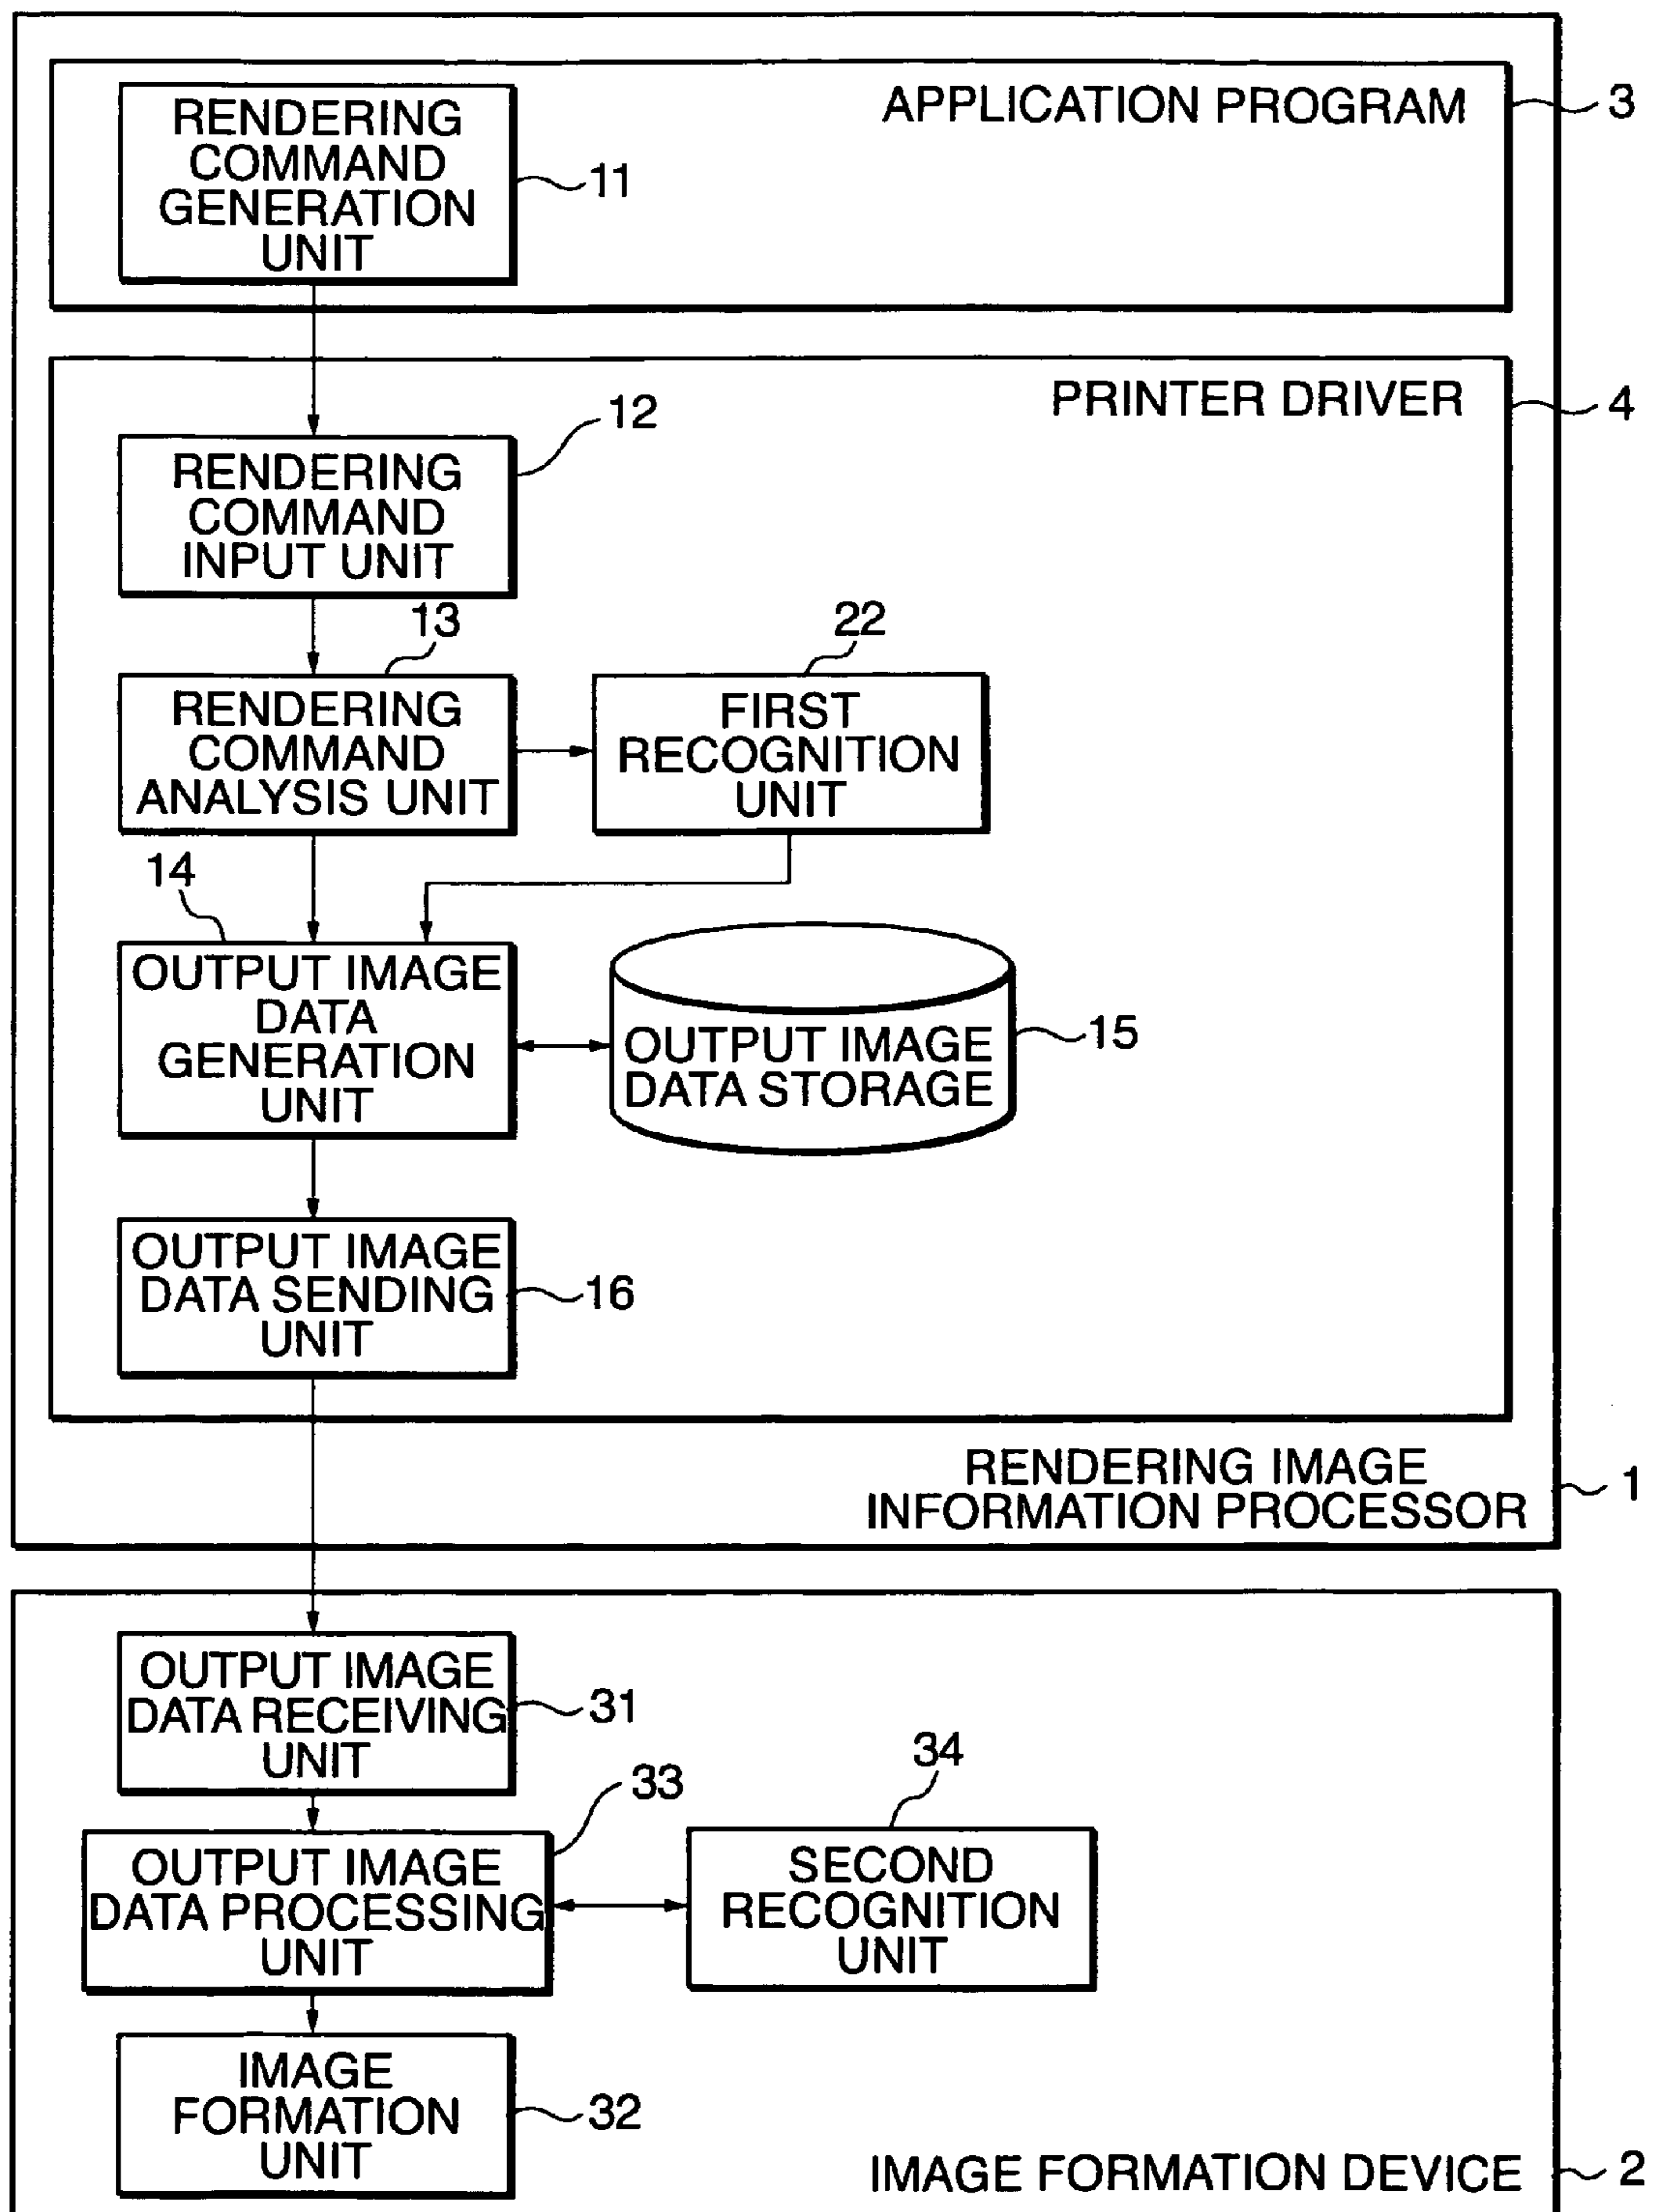 APPLICATION PROGRAM
3
RENDERING
COMMAND
GENERATION
UNIT
11
PRINTER DRIVER
4
12
RENDERING
COMMAND
INPUT UNIT
13
22
RENDERING
COMMAND
ANALYSIS UNIT
FIRST
RECOGNITION
UNIT
14
OUTPUT IMAGE
DATA
GENERATION
UNIT
OUTPUT IMAGE
DATA STORAGE
15
OUTPUT IMAGE
DATA SENDING
UNIT
16
RENDERING IMAGE
INFORMATION PROCESSOR
1
OUTPUT IMAGE
DATA RECEIVING
UNIT
31
33
34
OUTPUT IMAGE
DATA PROCESSING
UNIT
SECOND
RECOGNITION
UNIT
IMAGE
FORMATION
UNIT
32
IMAGE FORMATION DEVICE
2